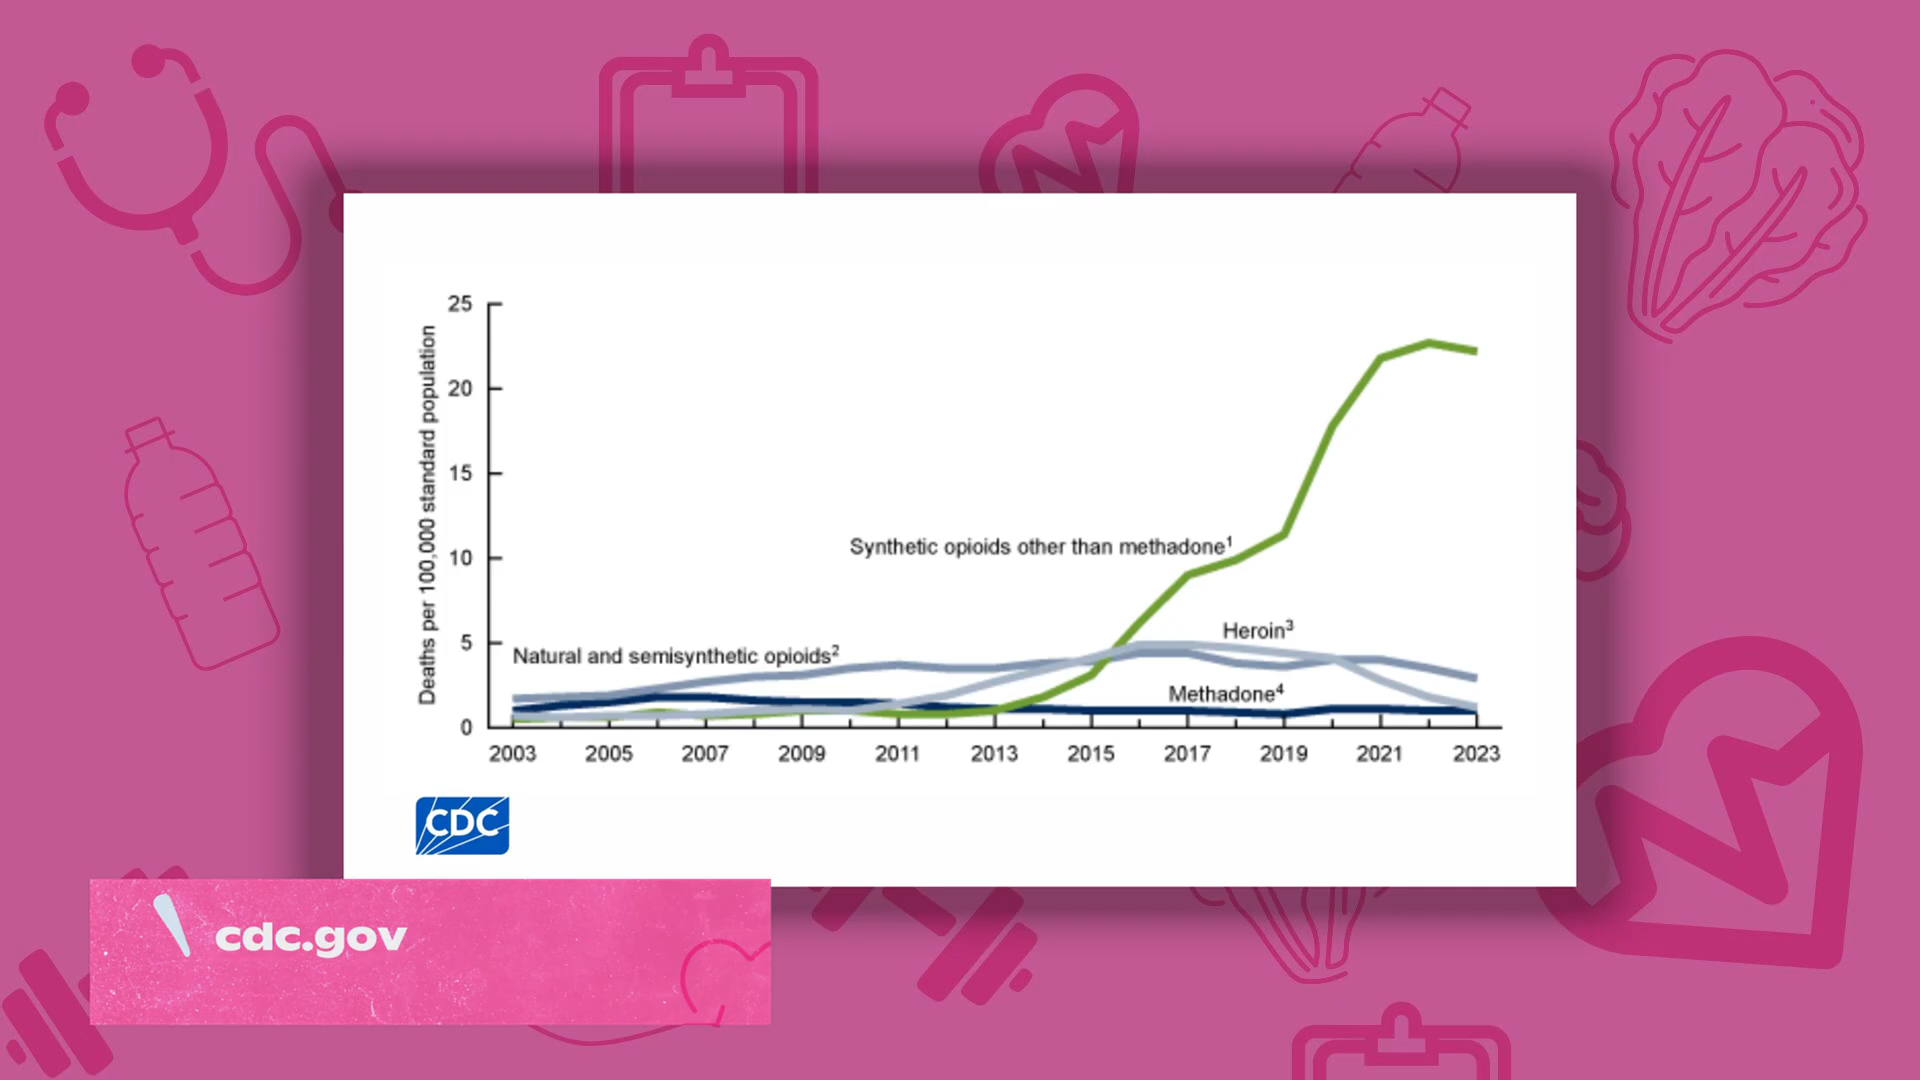 25
20
15
10
5
0
Deaths per 100,000 standard population
Synthetic opioids other than methadone¹
Heroin³
Natural and semisynthetic opioids²
Methadone⁴
2003 2005 2007 2009 2011 2013 2015 2017 2019 2021 2023
CDC
cdc.gov